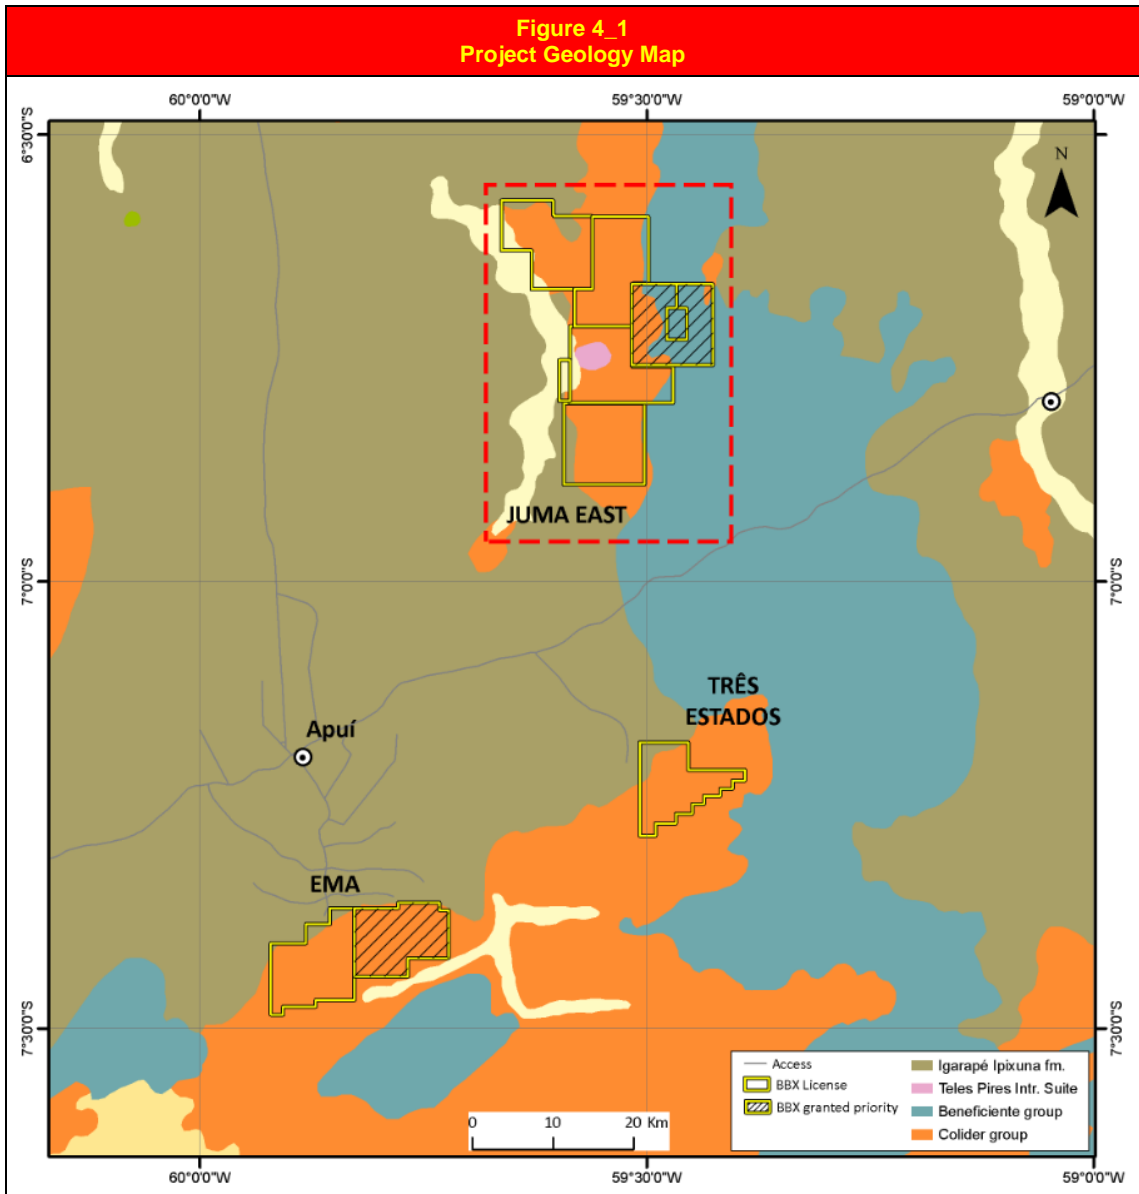 Figure 4_1
Project Geology Map
60°0'0"W
59°30'0"W
59°0'0"W
6°30'0"S
6°30'0"S
N
JUMA EAST
7°0'0"S
7°0'0"S
TRÊS
ESTADOS
Apuí
EMA
7°30'0"S
7°30'0"S
Access
BBX License
BBX granted priority
Igarapé Ipixuna fm.
Teles Pires Intr. Suite
Beneficiente group
Colider group
0 10 20 Km
60°0'0"W
59°30'0"W
59°0'0"W